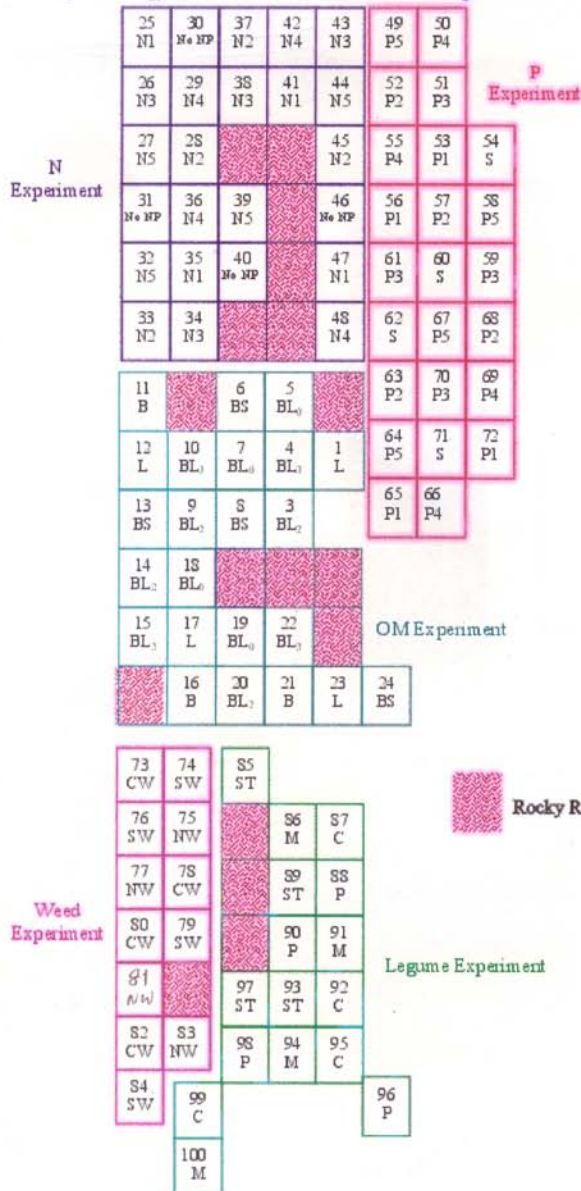 25 30 37 42 43 49 50
N1 No NP N2 N4 N3 P5 P4
P
Experiment
26 29 38 41 44 52 51
N3 N4 N3 N1 N5 P2 P3
27 28 45 55 53 54
N5 N2 N2 P4 P1 S
N
Experiment
31 36 39 46 56 57 58
No NP N4 N5 No NP P1 P2 P5
32 35 40 47 61 60 59
N5 N1 No NP N1 P3 S P3
33 34 48 62 67 68
N2 N3 N4 S P5 P2
11 6 5 63 70 69
B BS BL₀ P2 P3 P4
12 10 7 4 1 64 71 72
L BL₃ BL₀ BL₃ L P5 S P1
13 9 8 3 65 66
BS BL₂ BS BL₂ P1 P4
14 18
BL₂ BL₀
15 17 19 22
BL₃ L BL₀ BL₃
OM Experiment
16 20 21 23 24
B BL₂ B L BS
73 74 85
CW SW ST
76 75 86 87
SW NW M C
Rocky R
77 78 89 88
NW CW ST P
Weed
Experiment
80 79 90 91
CW SW P M
Legume Experiment
81 97 93 92
NW ST ST C
82 83 98 94 95
CW NW P M C
84 99 96
SW C P
100
M